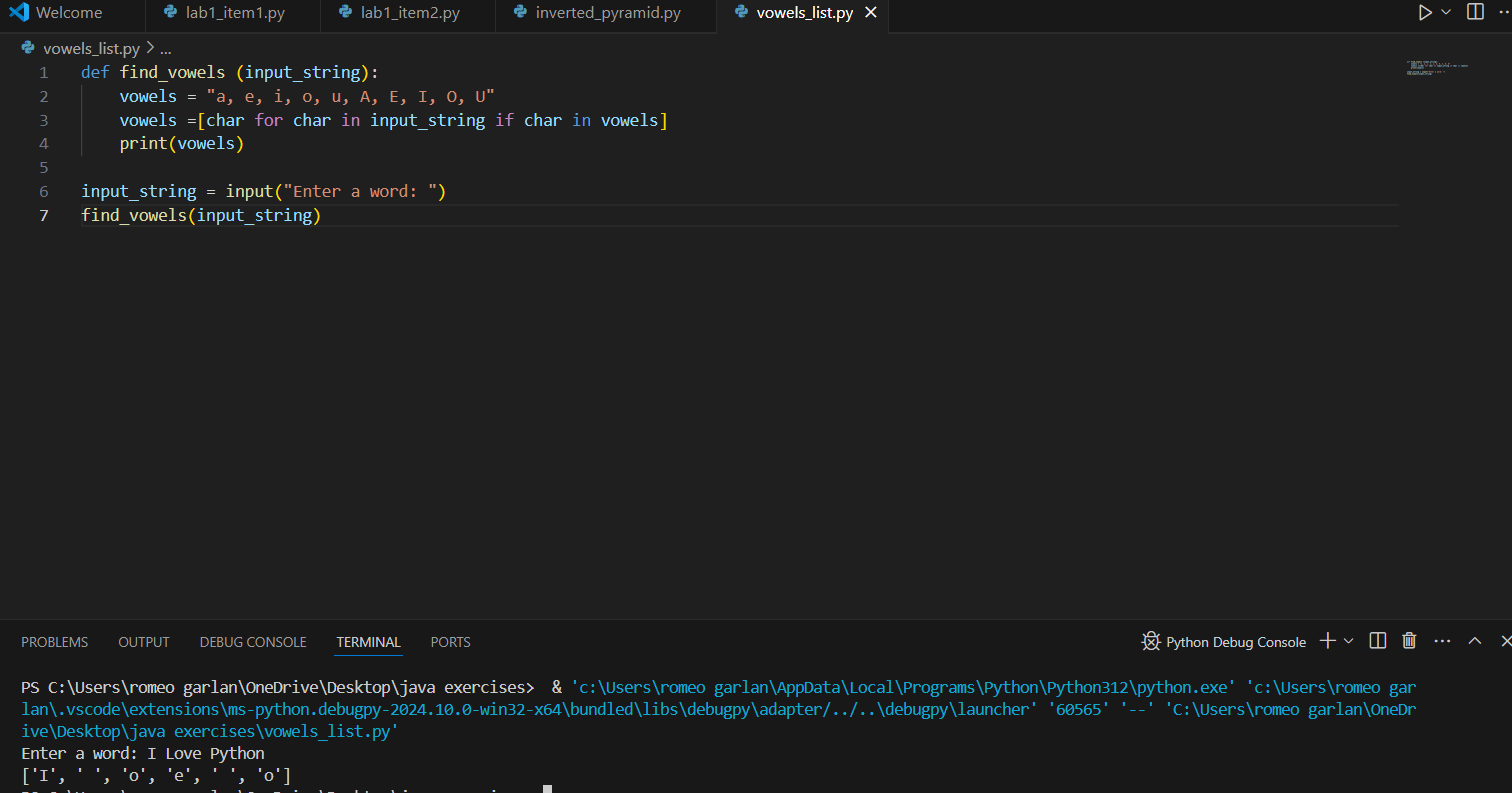 Welcome lab1_item1.py lab1_item2.py inverted_pyramid.py vowels_list.py
vowels_list.py > ...
1 def find_vowels (input_string):
2 vowels = "a, e, i, o, u, A, E, I, O, U"
3 vowels =[char for char in input_string if char in vowels]
4 print(vowels)
5
6 input_string = input("Enter a word: ")
7 find_vowels(input_string)
PROBLEMS OUTPUT DEBUG CONSOLE TERMINAL PORTS Python Debug Console
PS C:\Users\romeo garlan\OneDrive\Desktop\java exercises> & 'c:\Users\romeo garlan\AppData\Local\Programs\Python\Python312\python.exe' 'c:\Users\romeo gar
lan\.vscode\extensions\ms-python.debugpy-2024.10.0-win32-x64\bundled\libs\debugpy\adapter/../..\debugpy\launcher' '60565' '--' 'C:\Users\romeo garlan\OneDr
ive\Desktop\java exercises\vowels_list.py'
Enter a word: I Love Python
['I', ' ', 'o', 'e', ' ', 'o']